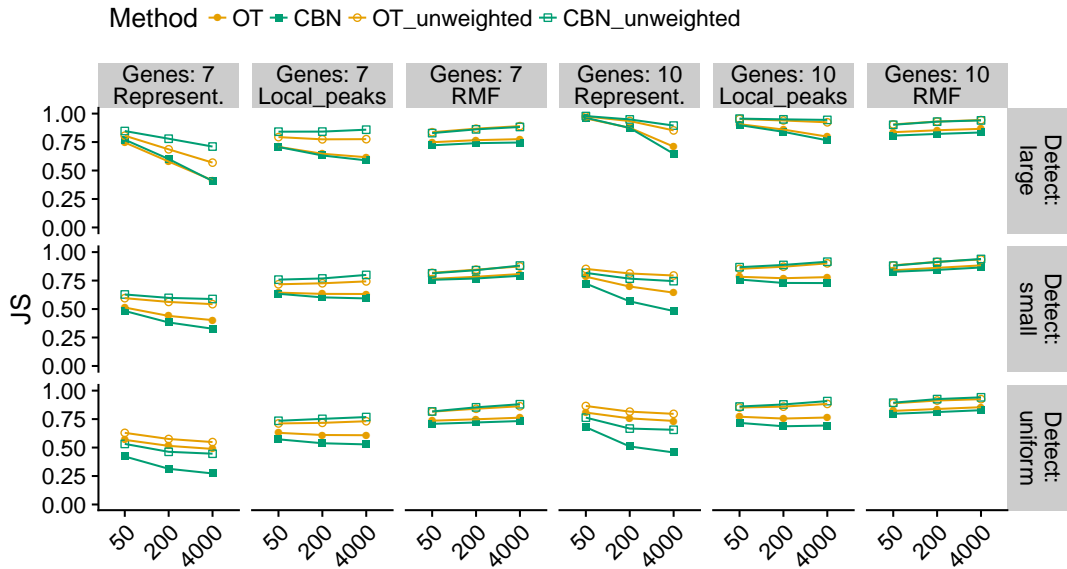 Method OT CBN OT_unweighted CBN_unweighted
Genes: 7 Genes: 7 Genes: 7 Genes: 10 Genes: 10 Genes: 10
Represent. Local_peaks RMF Represent. Local_peaks RMF
1.00
0.75
0.50
0.25
0.00
Detect:
large
1.00
0.75
0.50
0.25
0.00
Detect:
small
JS
1.00
0.75
0.50
0.25
0.00
Detect:
uniform
50 200 4000 50 200 4000 50 200 4000 50 200 4000 50 200 4000 50 200 4000